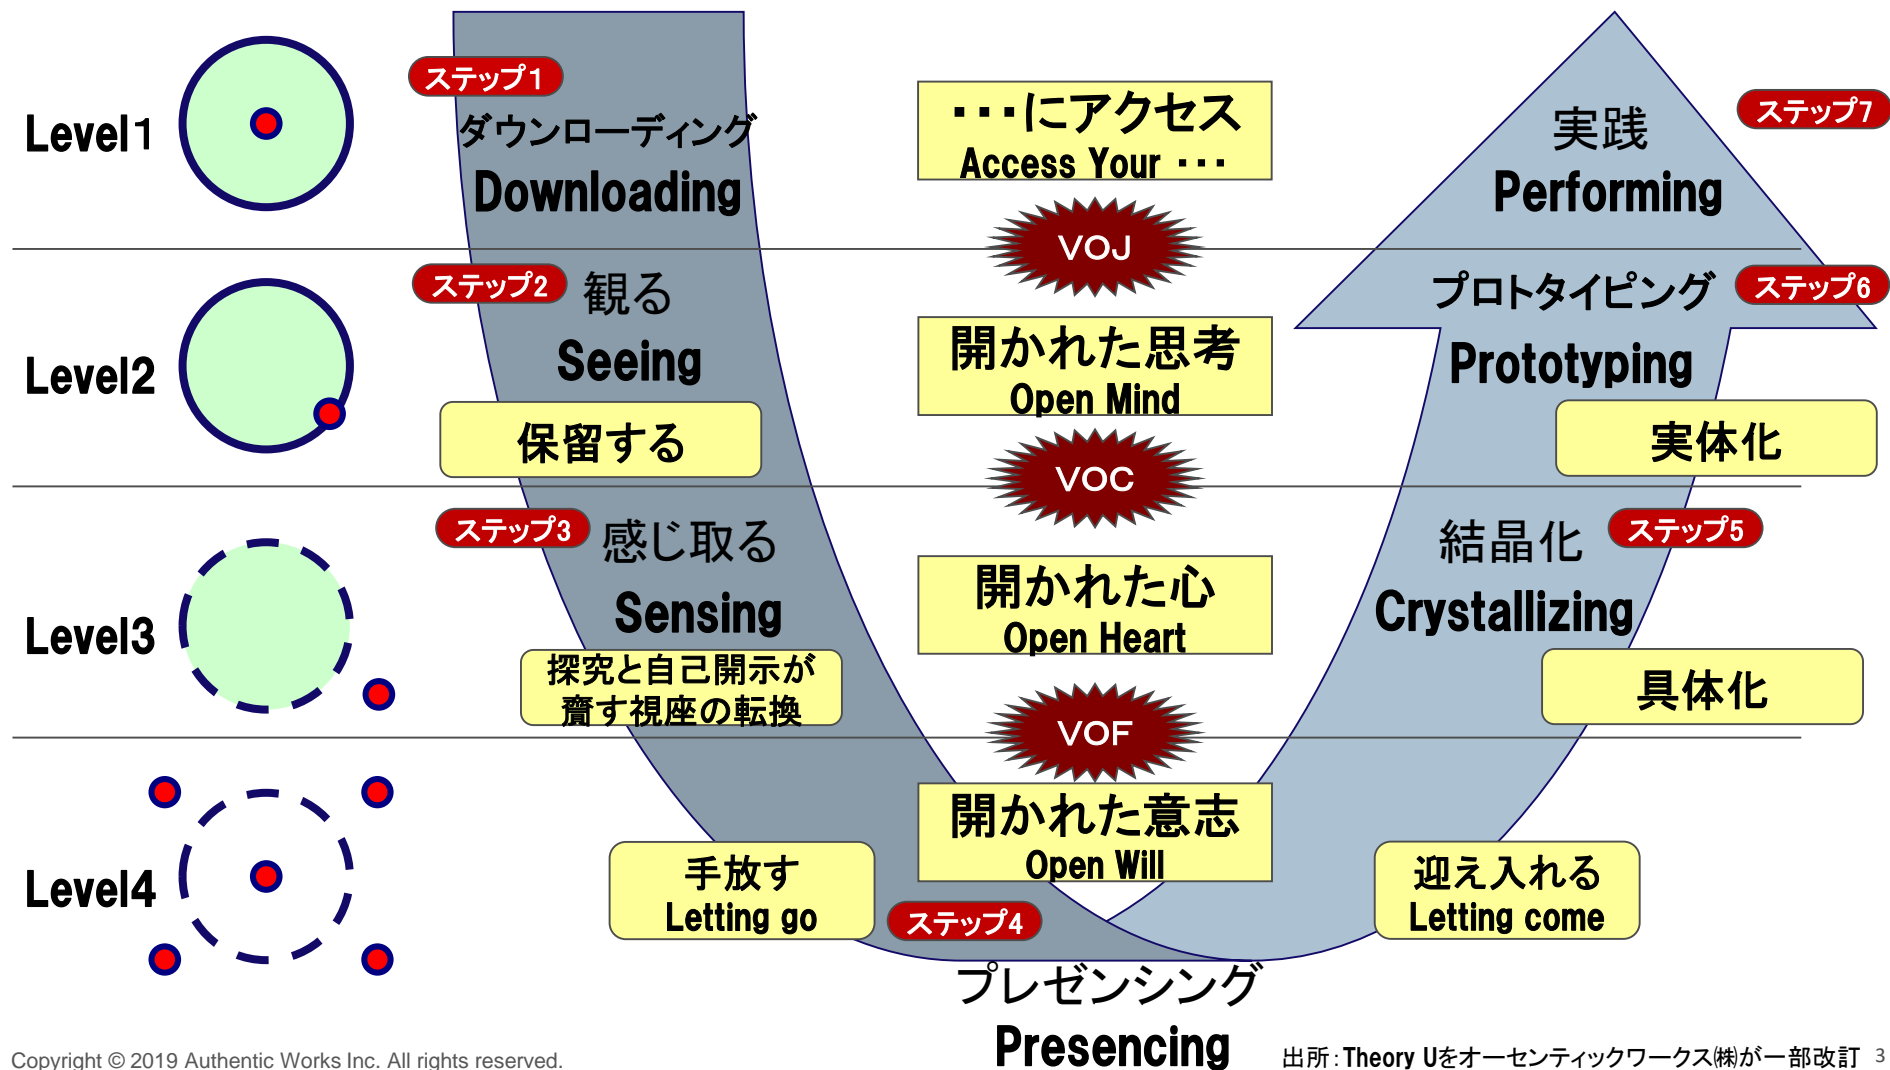 Level1
ステップ1
ダウンローディング
Downloading
・・・にアクセス
Access Your ・・・
実践
Performing
ステップ7
VOJ
Level2
ステップ2
観る
Seeing
保留する
開かれた思考
Open Mind
プロトタイピング
Prototyping
ステップ6
実体化
VOC
Level3
ステップ3
感じ取る
Sensing
探究と自己開示が
齎す視座の転換
開かれた心
Open Heart
結晶化
Crystallizing
ステップ5
具体化
VOF
Level4
手放す
Letting go
開かれた意志
Open Will
ステップ4
迎え入れる
Letting come
プレゼンシング
Presencing
Copyright © 2019 Authentic Works Inc. All rights reserved.
出所：Theory Uをオーセンティックワークス㈱が一部改訂
3